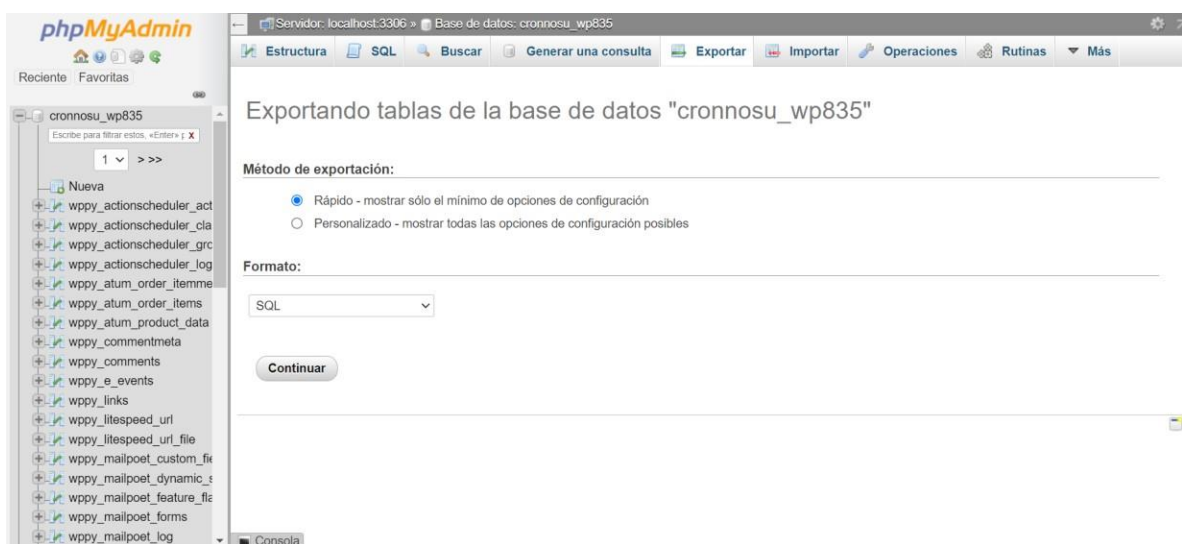 phpMyAdmin
Reciente Favoritas
cronnosu_wp835
Escribe para filtrar estos, «Enter» p X
1 > >>
Nueva
wppy_actionscheduler_act
wppy_actionscheduler_cla
wppy_actionscheduler_grc
wppy_actionscheduler_log
wppy_atum_order_itemme
wppy_atum_order_items
wppy_atum_product_data
wppy_commentmeta
wppy_comments
wppy_e_events
wppy_links
wppy_litespeed_url
wppy_litespeed_url_file
wppy_mailpoet_custom_fie
wppy_mailpoet_dynamic_s
wppy_mailpoet_feature_fla
wppy_mailpoet_forms
wppy_mailpoet_log
Servidor: localhost:3306 » Base de datos: cronnosu_wp835
Estructura SQL Buscar Generar una consulta Exportar Importar Operaciones Rutinas Más
Exportando tablas de la base de datos "cronnosu_wp835"
Método de exportación:
Rápido - mostrar sólo el mínimo de opciones de configuración
Personalizado - mostrar todas las opciones de configuración posibles
Formato:
SQL
Continuar
Consola